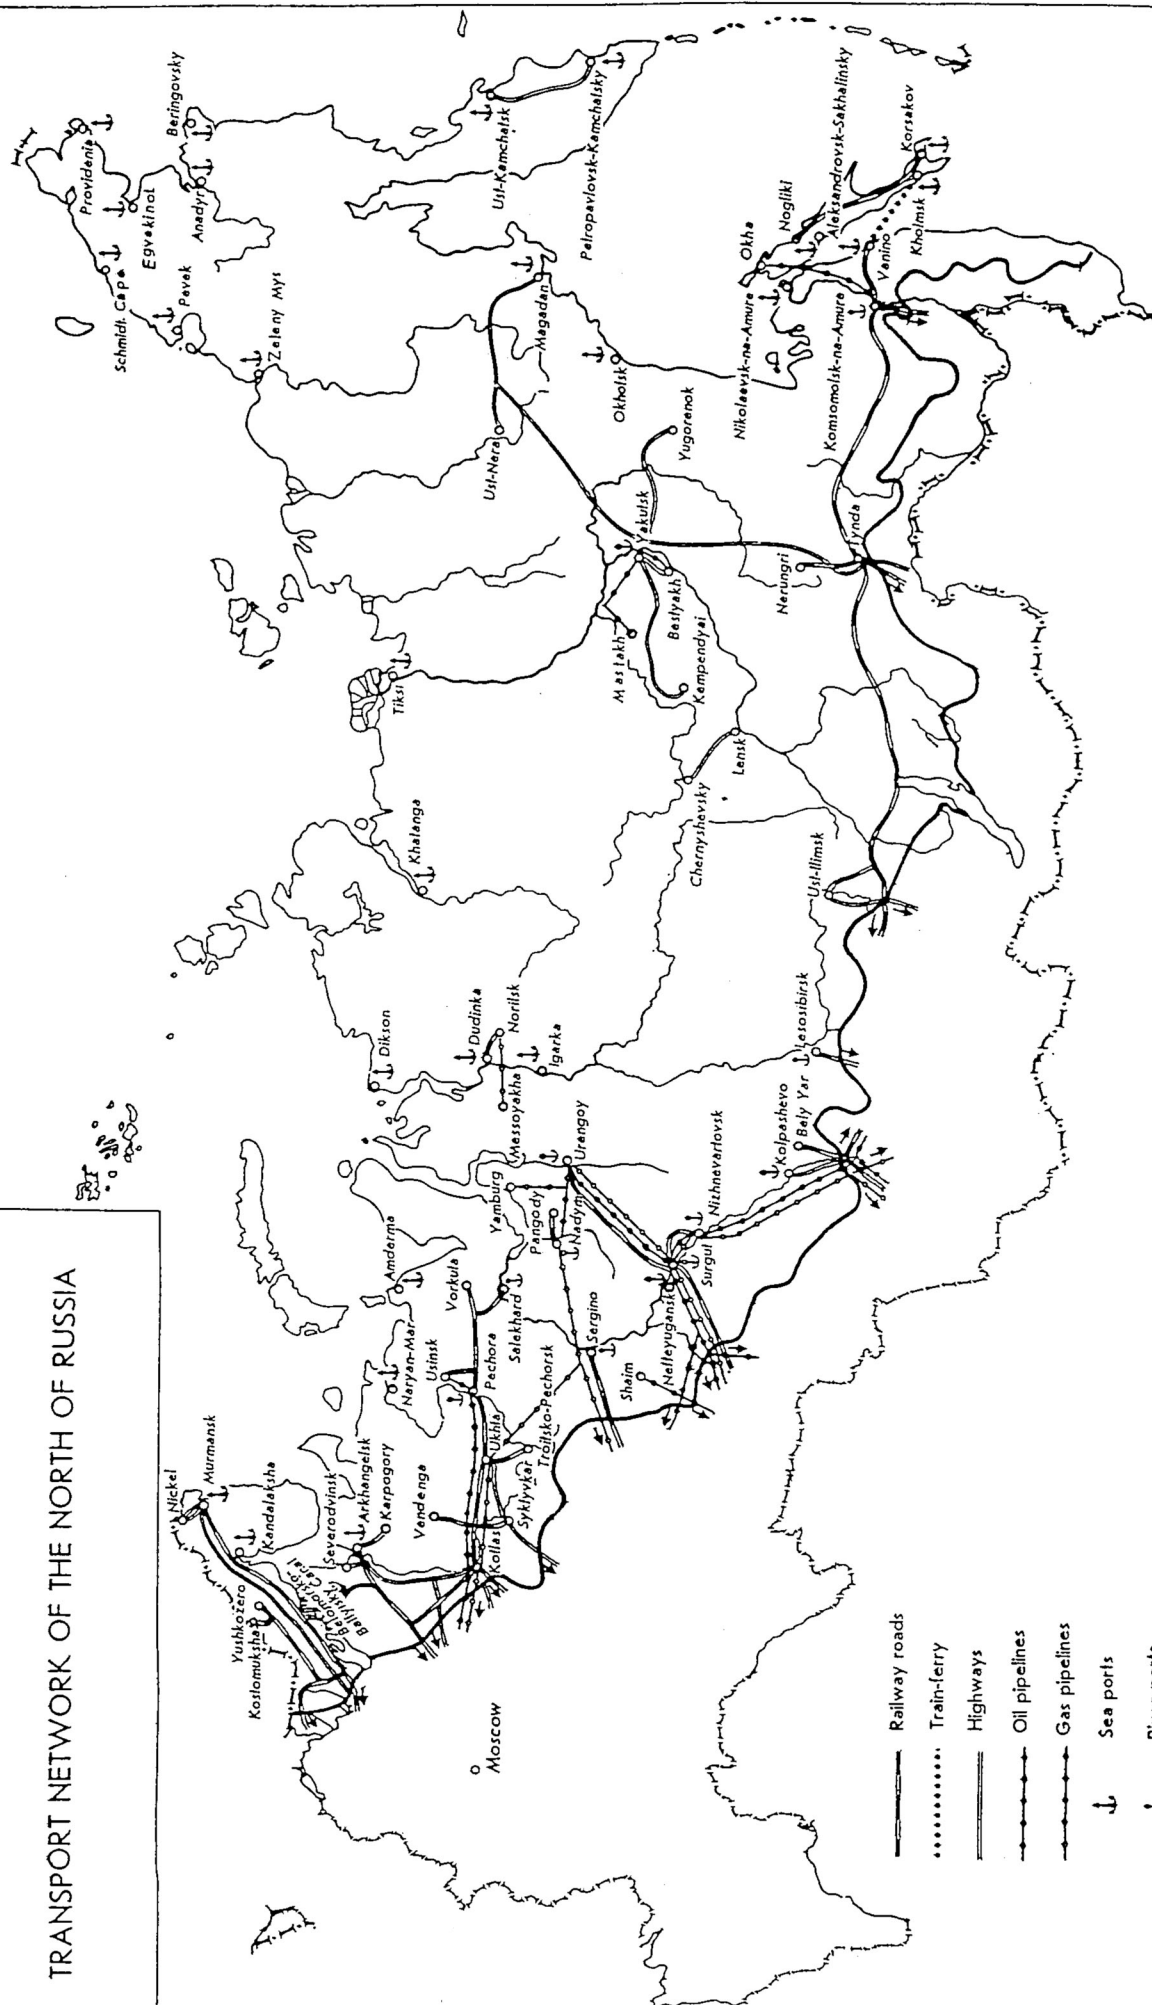 TRANSPORT NETWORK OF THE NORTH OF RUSSIA
Nickel
Murmansk
Kandalaksha
Yushkozero
Kostomuksha
Belomorsko-
Baltyisky Canal
Severodvinsk
Arkhangelsk
Karpogory
Vendenga
Kotlas
Syktyvkar
Ukhta
Troitsko-Pechorsk
Pechora
Usinsk
Naryan-Mar
Amderma
Vorkuta
Salekhard
Moscow
Shaim
Sergino
Nefteyugansk
Surgut
Nizhnevartovsk
Nadym
Pangody
Yamburg
Urengoy
Messoyakha
Dikson
Dudinka
Norilsk
Igarka
Kolpashevo
Bely Yar
Lesosibirsk
Khatanga
Ust-Ilimsk
Chernyshevsky
Lensk
Tiksi
Mastakh
Kempendyai
Bestyakh
Yakutsk
Nerungri
Tynda
Yugorenok
Ust-Nera
Zeleny Mys
Pevek
Schmidt. Cape
Egvekinot
Providenia
Anadyr
Beringovsky
Magadan
Okhotsk
Ust-Kamchatsk
Petropavlovsk-Kamchatsky
Nikolaevsk-na-Amure
Komsomolsk-na-Amure
Okha
Nogliki
Aleksandrovsk-Sakhalinsky
Vanino
Kholmsk
Korsakov
Railway roads
Train-ferry
Highways
Oil pipelines
Gas pipelines
Sea ports